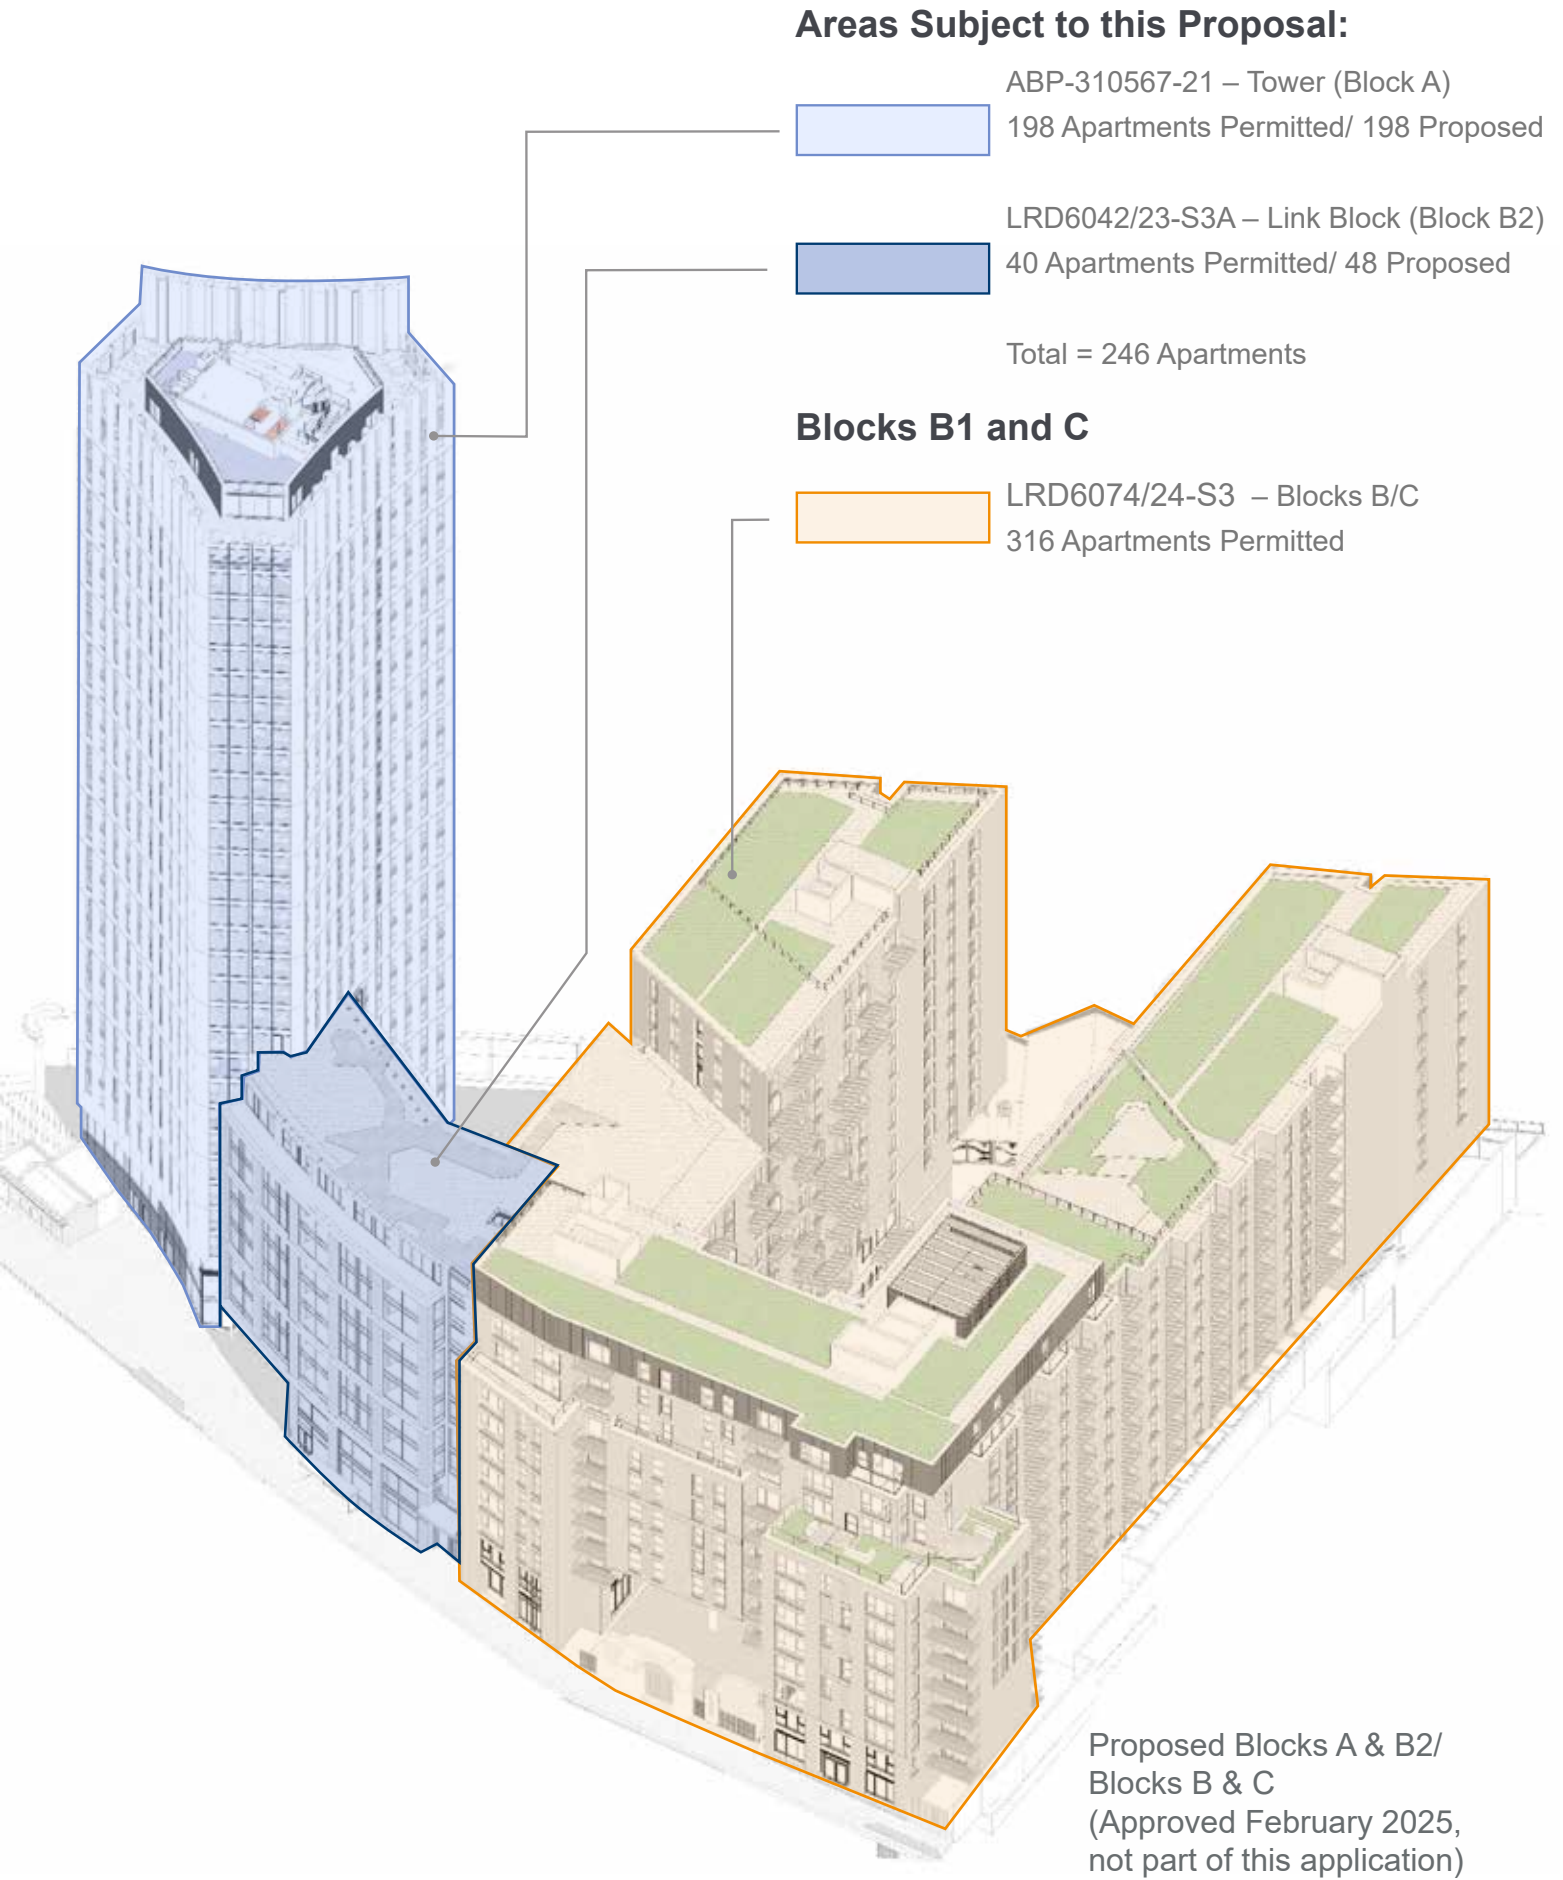 Areas Subject to this Proposal:
ABP-310567-21 – Tower (Block A)
198 Apartments Permitted/ 198 Proposed
LRD6042/23-S3A – Link Block (Block B2)
40 Apartments Permitted/ 48 Proposed
Total = 246 Apartments
Blocks B1 and C
LRD6074/24-S3 – Blocks B/C
316 Apartments Permitted
Proposed Blocks A & B2/
Blocks B & C
(Approved February 2025,
not part of this application)